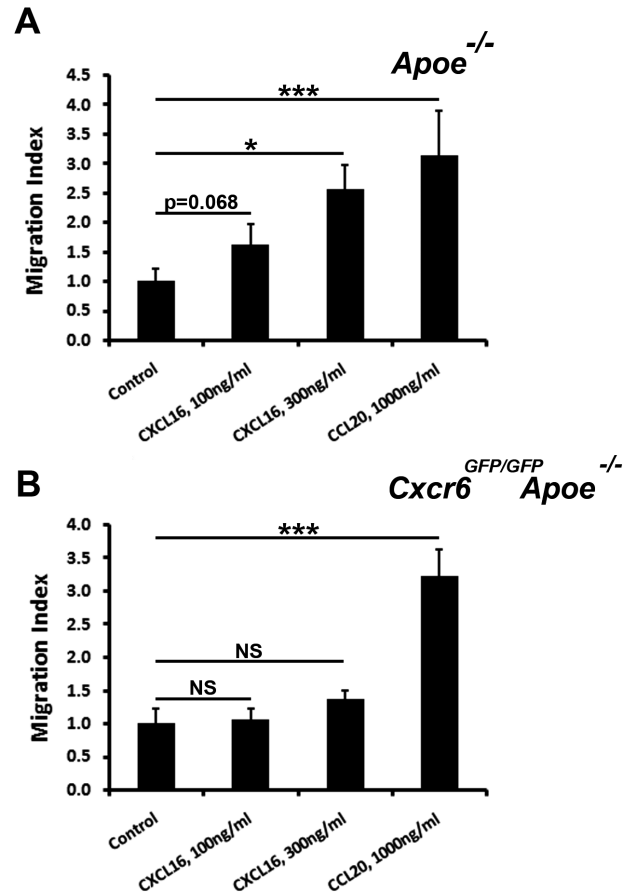 A
Apoe-/-
4.5
4.0
3.5
3.0
2.5
2.0
1.5
1.0
0.5
0.0
Migration Index
***
*
p=0.068
Control
CXCL16, 100ng/ml
CXCL16, 300ng/ml
CCL20, 1000ng/ml
B
Cxcr6GFP/GFPApoe-/-
4.0
3.5
3.0
2.5
2.0
1.5
1.0
0.5
0.0
Migration Index
***
NS
NS
Control
CXCL16, 100ng/ml
CXCL16, 300ng/ml
CCL20, 1000ng/ml